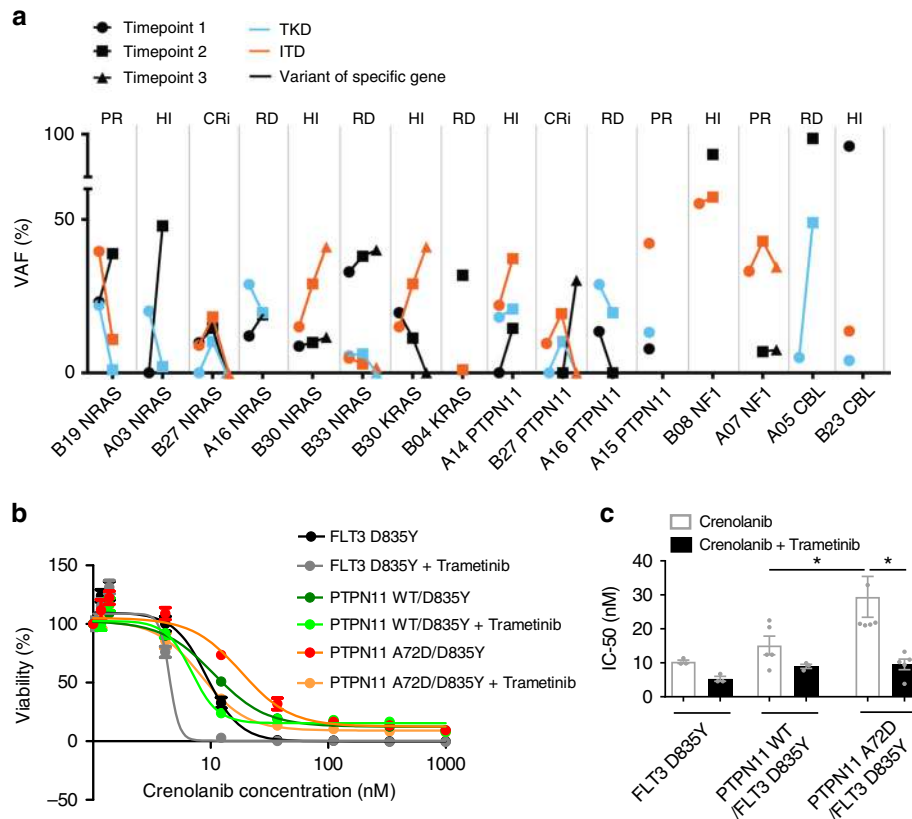 a
Timepoint 1
TKD
Timepoint 2
ITD
Timepoint 3
Variant of specific gene
PR HI CRi RD HI RD HI RD HI CRi RD PR HI PR RD HI
100
50
0
VAF (%)
B19 NRAS
A03 NRAS
B27 NRAS
A16 NRAS
B30 NRAS
B33 NRAS
B30 KRAS
B04 KRAS
A14 PTPN11
B27 PTPN11
A16 PTPN11
A15 PTPN11
B08 NF1
A07 NF1
A05 CBL
B23 CBL
b
150
100
50
0
–50
Viability (%)
10 100 1000
Crenolanib concentration (nM)
FLT3 D835Y
FLT3 D835Y + Trametinib
PTPN11 WT/D835Y
PTPN11 WT/D835Y + Trametinib
PTPN11 A72D/D835Y
PTPN11 A72D/D835Y + Trametinib
c
Crenolanib
Crenolanib + Trametinib
* *
40
30
20
10
0
IC-50 (nM)
FLT3 D835Y
PTPN11 WT
/FLT3 D835Y
PTPN11 A72D
/FLT3 D835Y